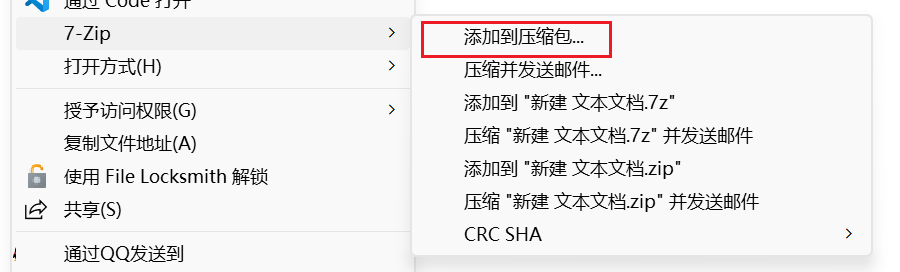 通过 Code 打开
7-Zip
打开方式(H)
授予访问权限(G)
复制文件地址(A)
使用 File Locksmith 解锁
共享(S)
通过QQ发送到
添加到压缩包...
压缩并发送邮件...
添加到 "新建 文本文档.7z"
压缩 "新建 文本文档.7z" 并发送邮件
添加到 "新建 文本文档.zip"
压缩 "新建 文本文档.zip" 并发送邮件
CRC SHA